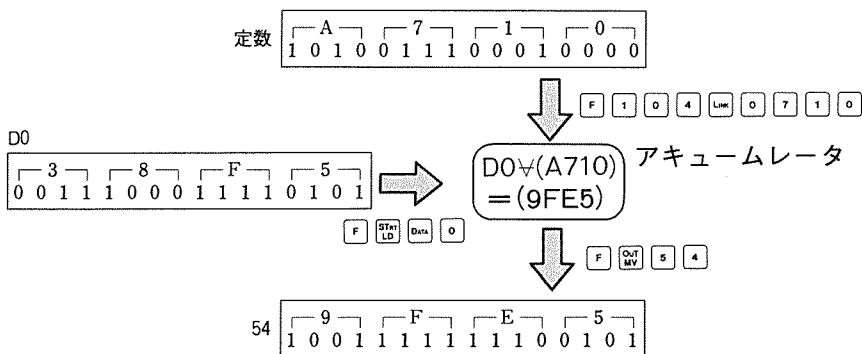 定数
A 7 1 0
1 0 1 0 0 1 1 1 0 0 0 1 0 0 0 0
F 1 0 4 LINK 0 7 1 0
D0
3 8 F 5
0 0 1 1 1 0 0 0 1 1 1 1 0 1 0 1
D0⊻(A710)
=(9FE5)
アキュームレータ
F STRT LD DATA 0
F OUT MV 5 4
54
9 F E 5
1 0 0 1 1 1 1 1 1 1 1 0 0 1 0 1